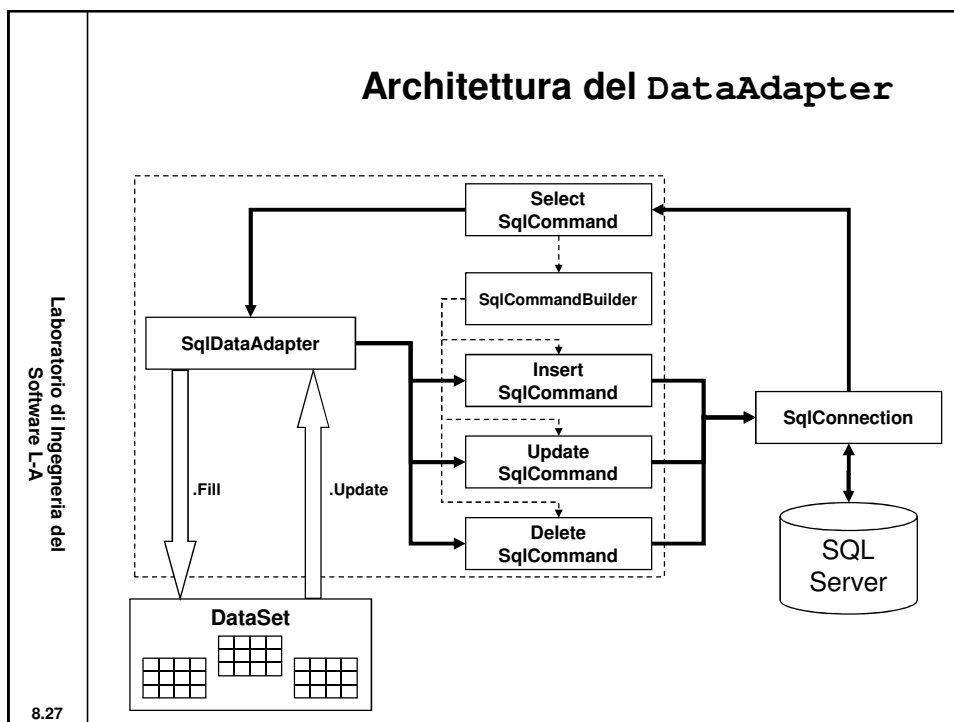 Architettura del DataAdapter
Select
SqlCommand
SqlCommandBuilder
SqlDataAdapter
Insert
SqlCommand
Update
SqlCommand
Delete
SqlCommand
SqlConnection
SQL
Server
.Fill
.Update
DataSet
Laboratorio di Ingegneria del
Software L-A
8.27